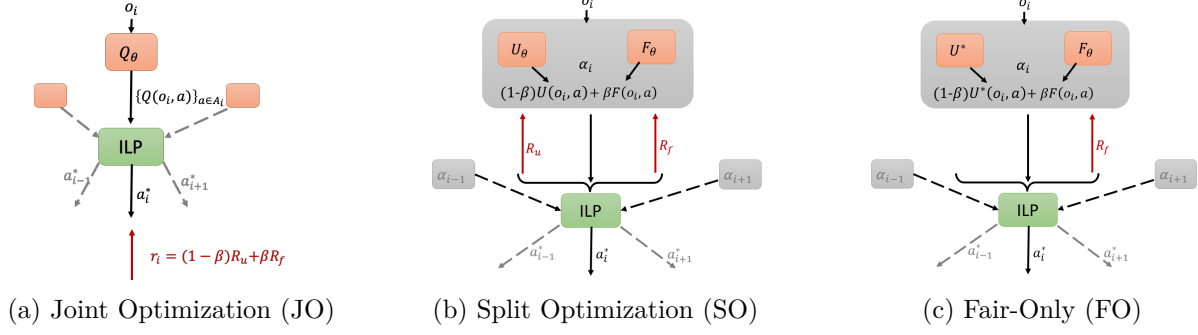 o_i
Q_θ
{Q(o_i, a)}_{a∈A_i}
ILP
a*_{i−1}
a*_{i+1}
a*_i
r_i = (1 − β)R_u+βR_f
(a) Joint Optimization (JO)
o_i
U_θ
F_θ
α_i
(1-β)U(o_i, a)+ βF(o_i, a)
R_u
R_f
α_{i−1}
α_{i+1}
ILP
a*_{i−1}
a*_i
a*_{i+1}
(b) Split Optimization (SO)
o_i
U*
F_θ
α_i
(1-β)U*(o_i, a)+ βF(o_i, a)
R_f
α_{i−1}
α_{i+1}
ILP
a*_{i−1}
a*_i
a*_{i+1}
(c) Fair-Only (FO)